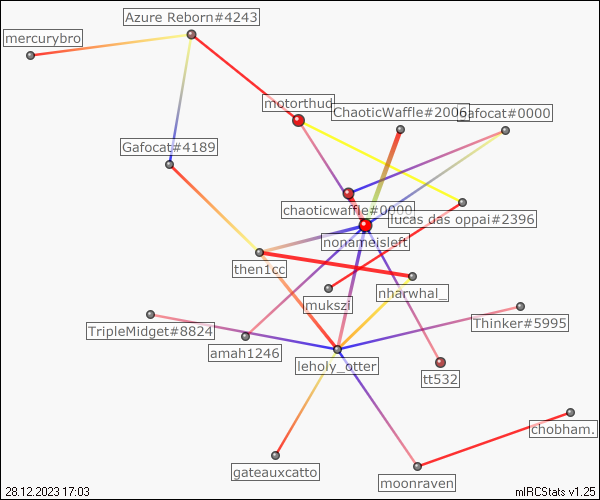 Azure Reborn#4243
mercurybro
motorthud
ChaoticWaffle#2006
afocat#0000
Gafocat#4189
chaoticwaffle#0000
lucas das oppai#2396
nonameisleft
then1cc
nharwhal_
mukszi
TripleMidget#8824
Thinker#5995
amah1246
leholy_otter
tt532
chobham.
gateauxcatto
moonraven
28.12.2023 17:03
mIRCStats v1.25